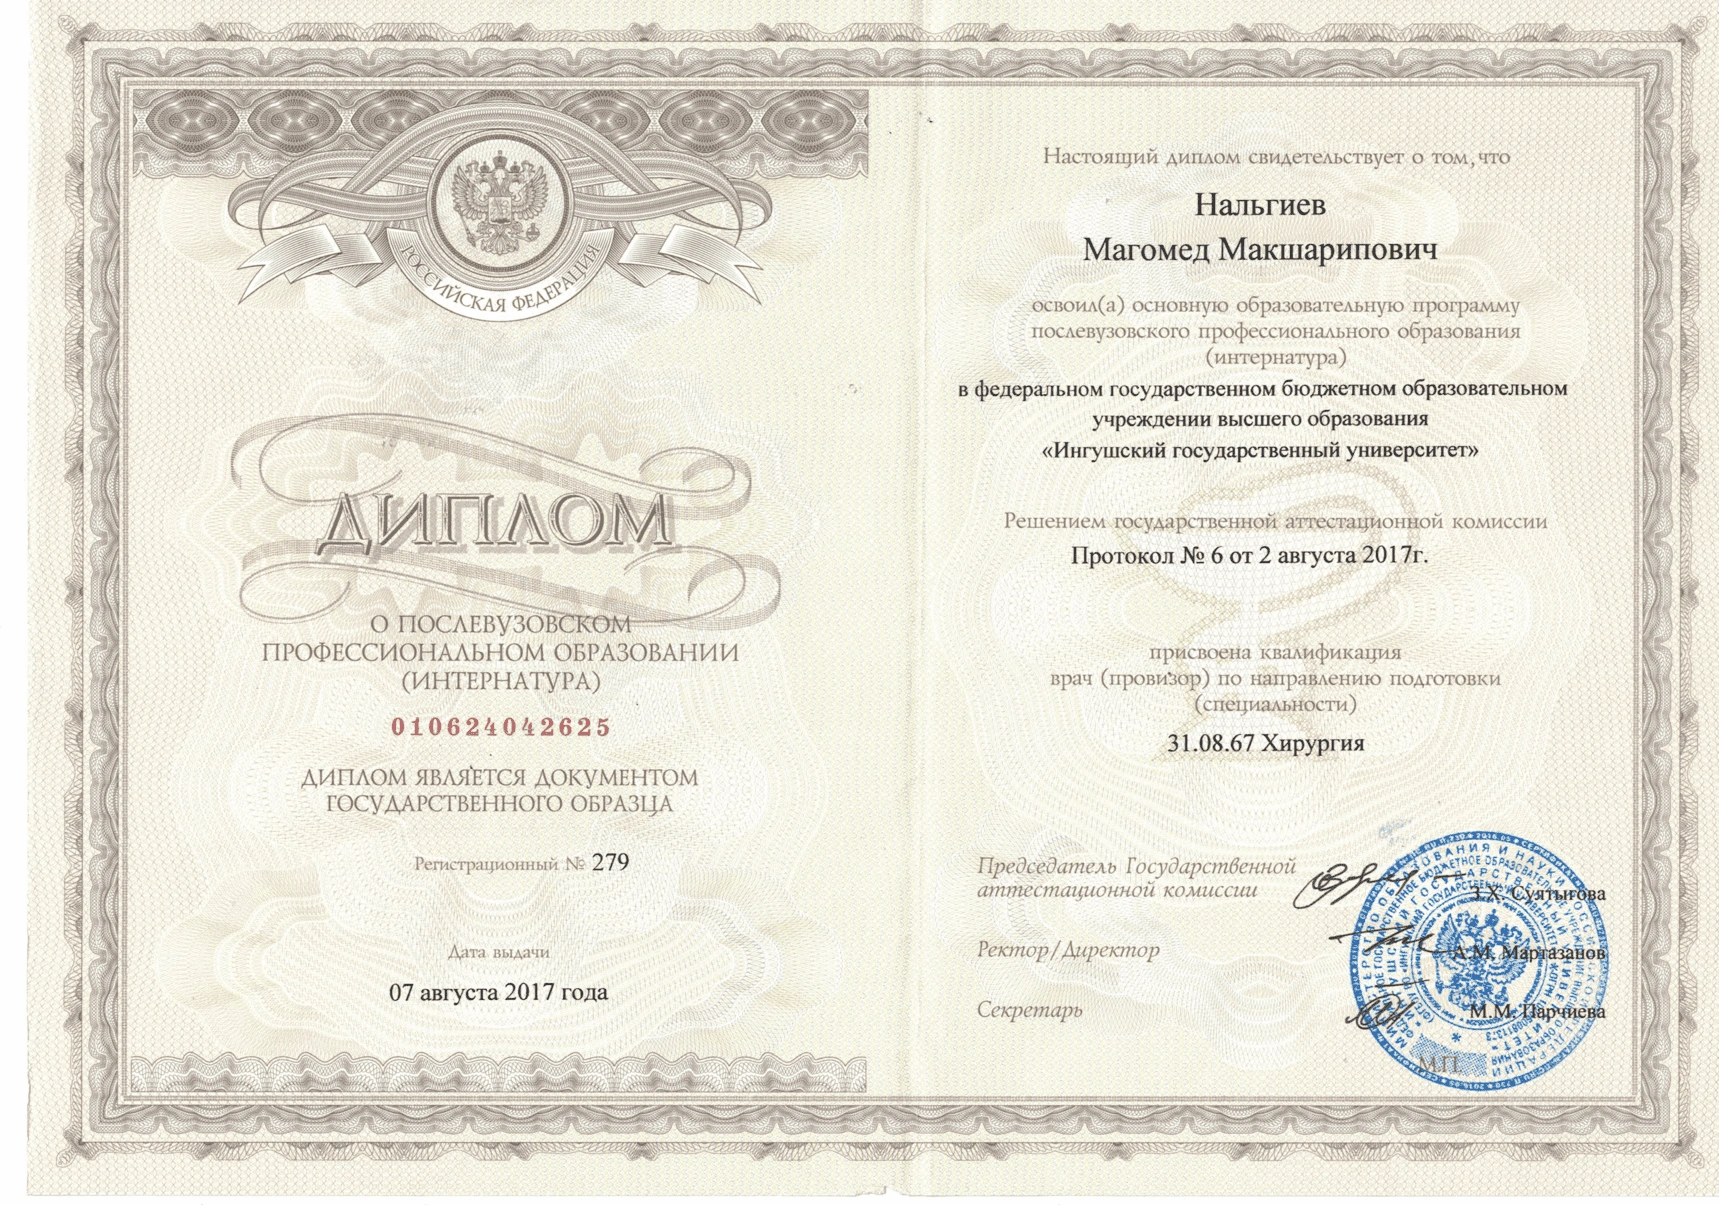 РОССИЙСКАЯ ФЕДЕРАЦИЯ
ДИПЛОМ
О ПОСЛЕВУЗОВСКОМ
ПРОФЕССИОНАЛЬНОМ ОБРАЗОВАНИИ
(ИНТЕРНАТУРА)
010624042625
ДИПЛОМ ЯВЛЯЕТСЯ ДОКУМЕНТОМ
ГОСУДАРСТВЕННОГО ОБРАЗЦА
Регистрационный № 279
Дата выдачи
07 августа 2017 года
Настоящий диплом свидетельствует о том, что
Нальгиев
Магомед Макшарипович
освоил(а) основную образовательную программу
послевузовского профессионального образования
(интернатура)
в федеральном государственном бюджетном образовательном
учреждении высшего образования
«Ингушский государственный университет»
Решением государственной аттестационной комиссии
Протокол № 6 от 2 августа 2017г.
присвоена квалификация
врач (провизор) по направлению подготовки
(специальности)
31.08.67 Хирургия
Председатель Государственной
аттестационной комиссии
З.Х. Суятыгова
Ректор/Директор
А.М. Мартазанов
Секретарь
М.М. Парчиева
М.П.